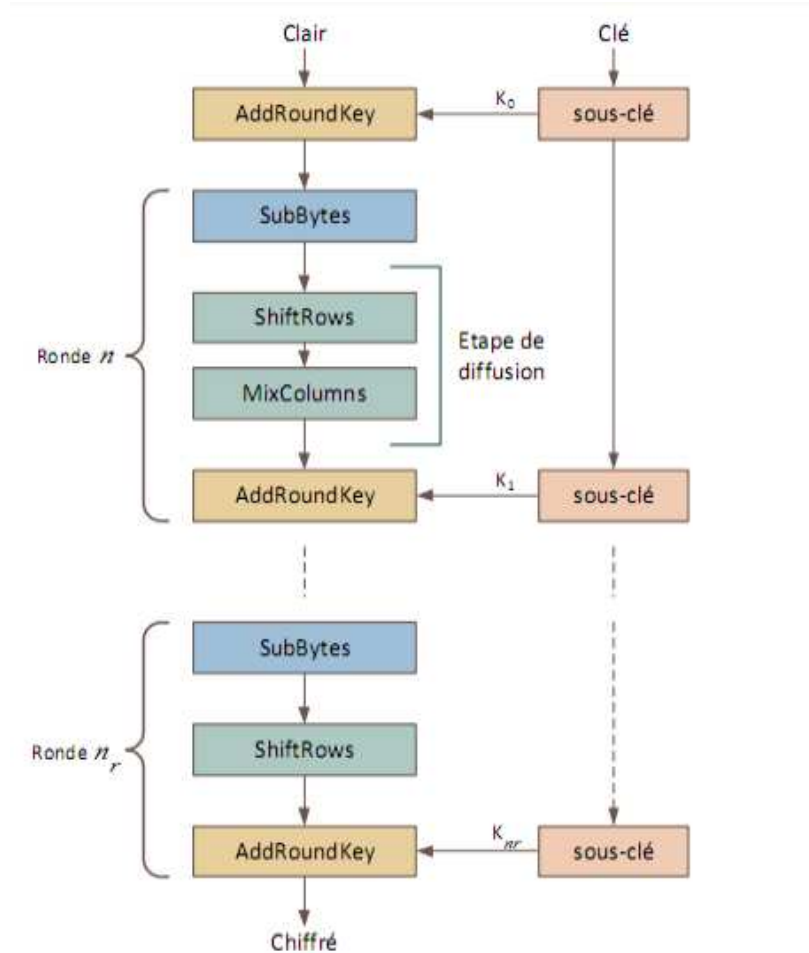 Clair
Clé
AddRoundKey
K0
sous-clé
SubBytes
ShiftRows
Etape de
diffusion
Ronde n
MixColumns
AddRoundKey
K1
sous-clé
SubBytes
Ronde nr
ShiftRows
AddRoundKey
Knr
sous-clé
Chiffré